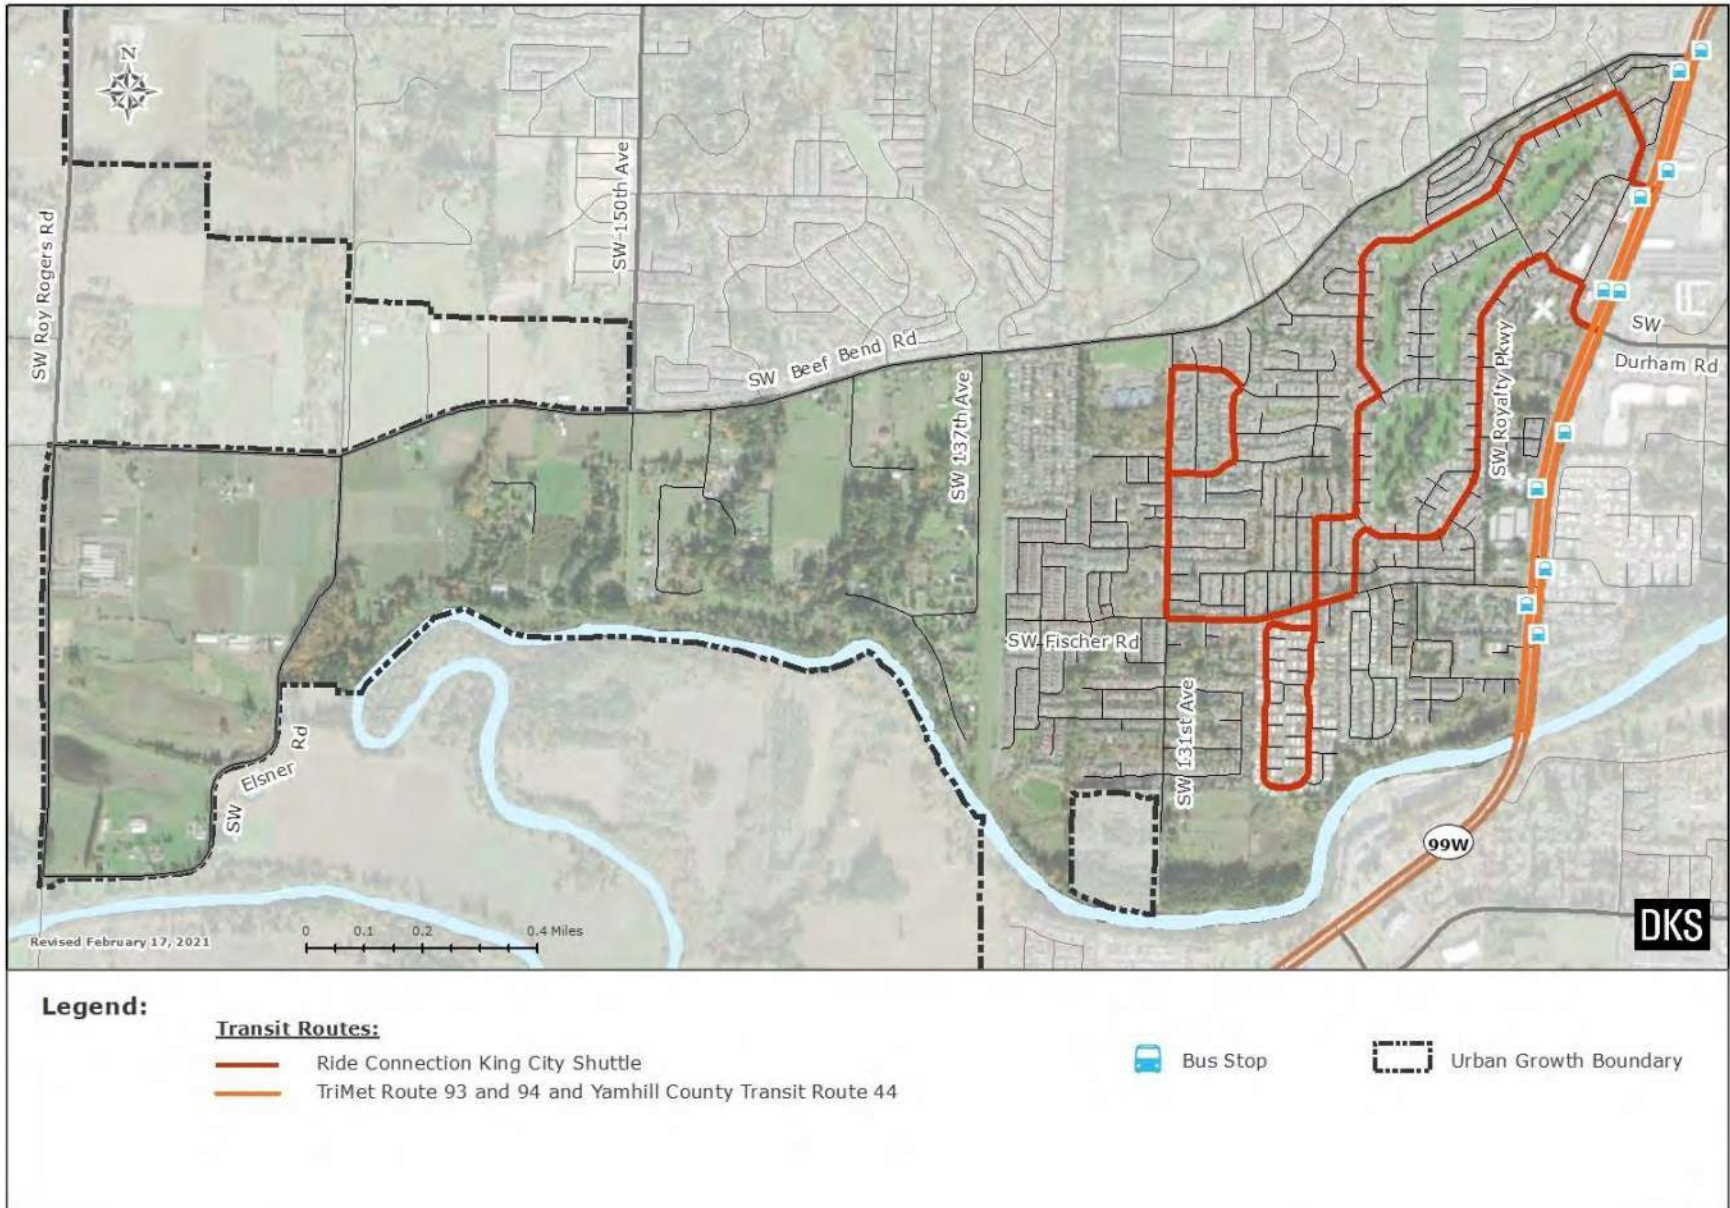 N
SW Roy Rogers Rd
SW 150th Ave
SW Beef Bend Rd
SW 137th Ave
SW Royalty Pkwy
SW
Durham Rd
SW Fischer Rd
SW 131st Ave
SW Elsner Rd
99W
Revised February 17, 2021
0 0.1 0.2 0.4 Miles
DKS
Legend:
Transit Routes:
Ride Connection King City Shuttle
TriMet Route 93 and 94 and Yamhill County Transit Route 44
Bus Stop
Urban Growth Boundary